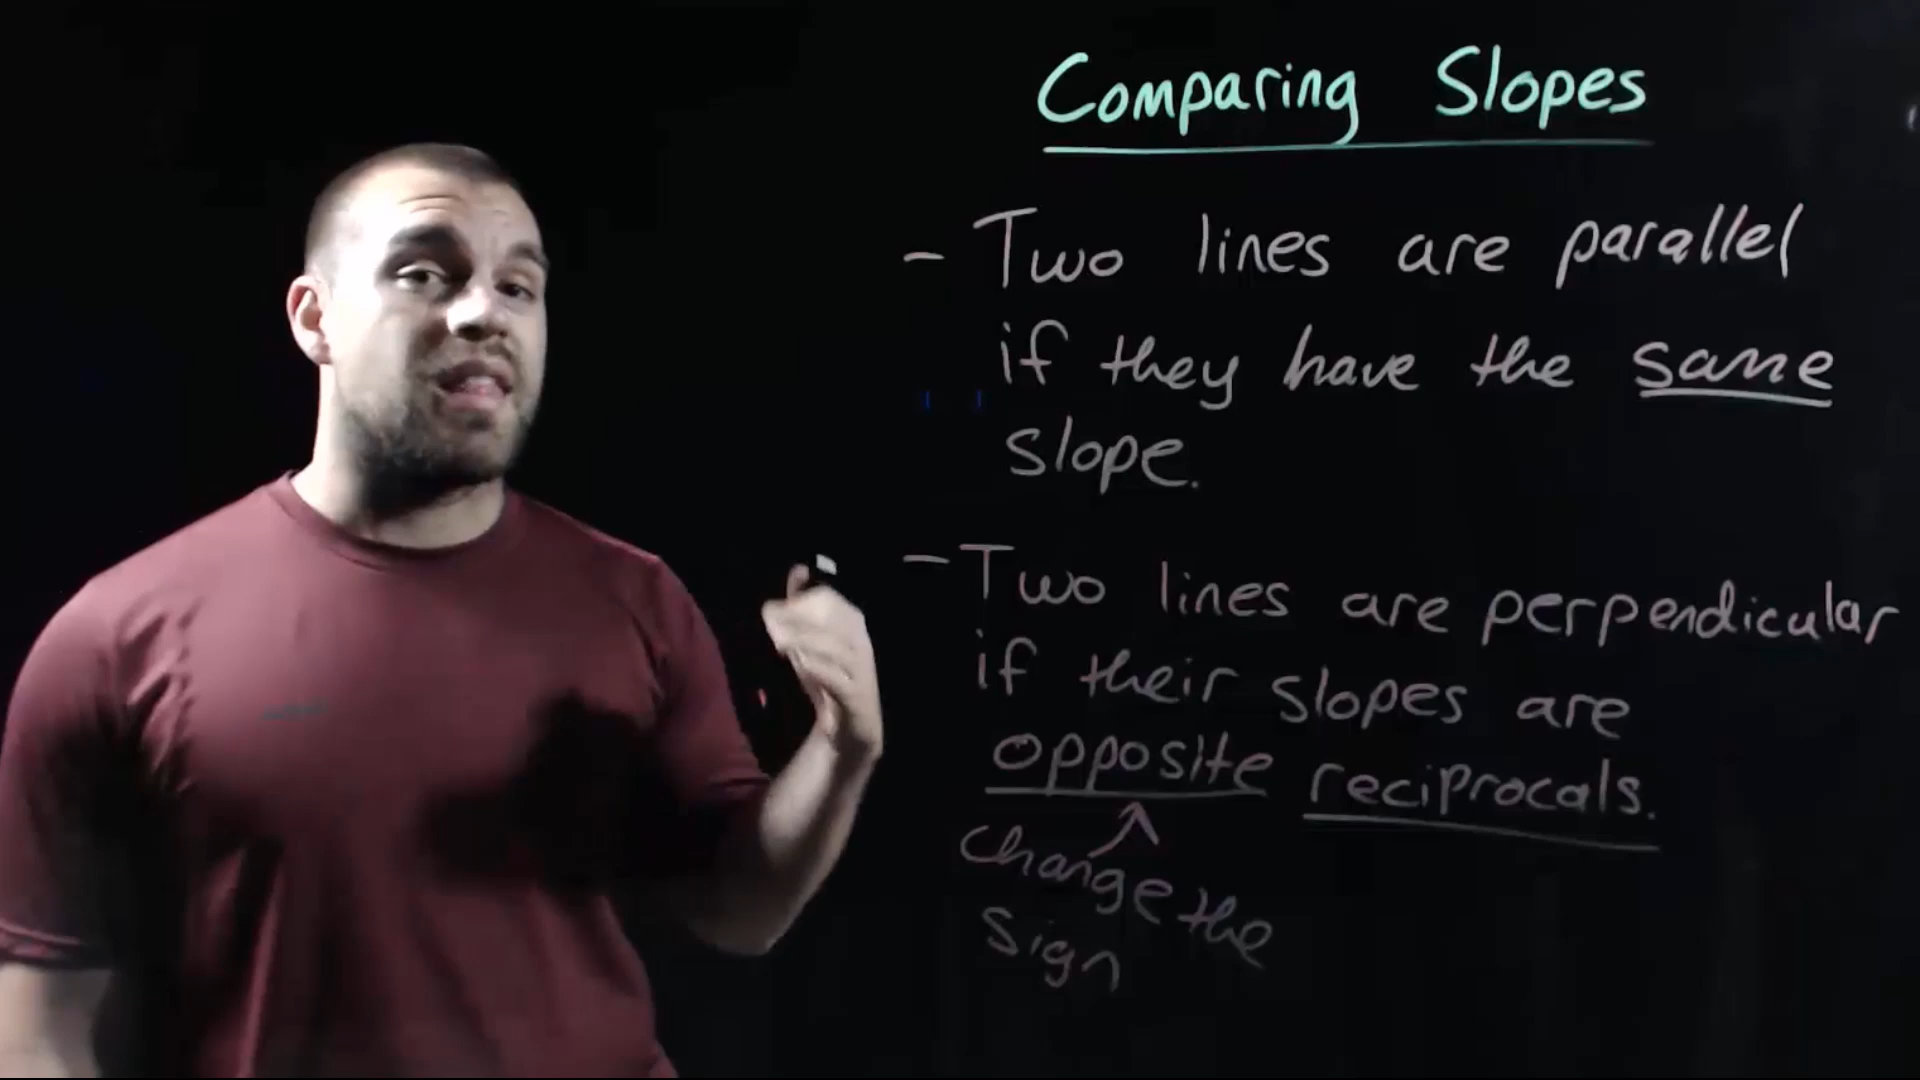 Comparing Slopes
- Two lines are parallel
if they have the same
slope.
- Two lines are perpendicular
if their slopes are
opposite reciprocals.
change the
sign